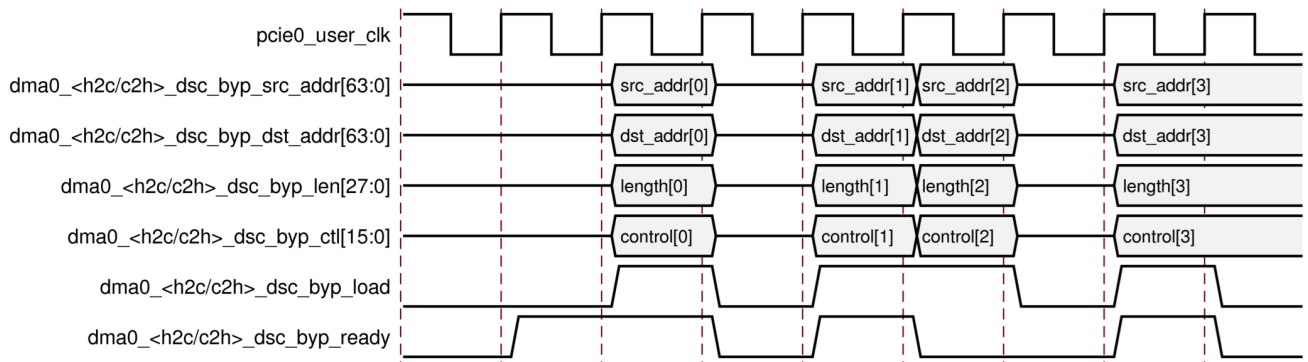 pcie0_user_clk
dma0_<h2c/c2h>_dsc_byp_src_addr[63:0] src_addr[0] src_addr[1] src_addr[2] src_addr[3]
dma0_<h2c/c2h>_dsc_byp_dst_addr[63:0] dst_addr[0] dst_addr[1] dst_addr[2] dst_addr[3]
dma0_<h2c/c2h>_dsc_byp_len[27:0] length[0] length[1] length[2] length[3]
dma0_<h2c/c2h>_dsc_byp_ctl[15:0] control[0] control[1] control[2] control[3]
dma0_<h2c/c2h>_dsc_byp_load
dma0_<h2c/c2h>_dsc_byp_ready